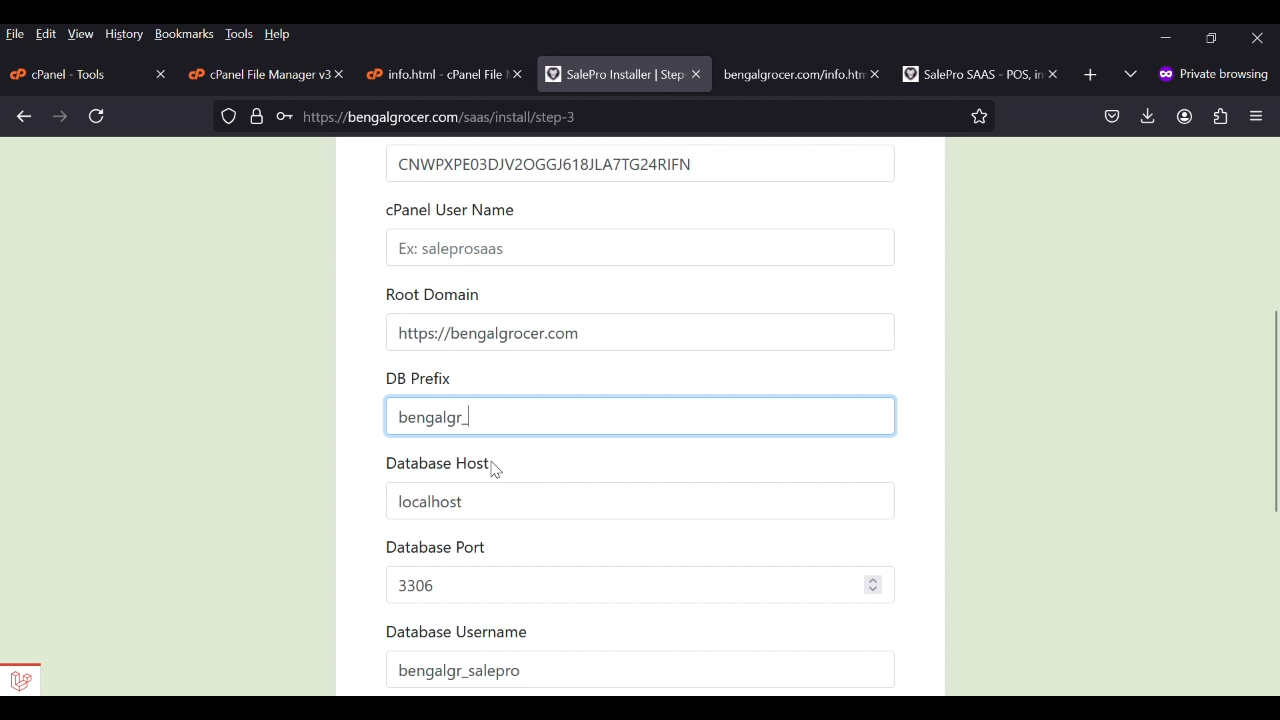 File Edit View History Bookmarks Tools Help
cPanel - Tools
cPanel File Manager v3
info.html - cPanel File
SalePro Installer | Step
bengalgrocer.com/info.htm
SalePro SAAS - POS, in
Private browsing
https://bengalgrocer.com/saas/install/step-3
CNWPXPE03DJV2OGGJ618JLA7TG24RIFN
cPanel User Name
Ex: saleprosaas
Root Domain
https://bengalgrocer.com
DB Prefix
bengalgr_
Database Host
localhost
Database Port
3306
Database Username
bengalgr_salepro